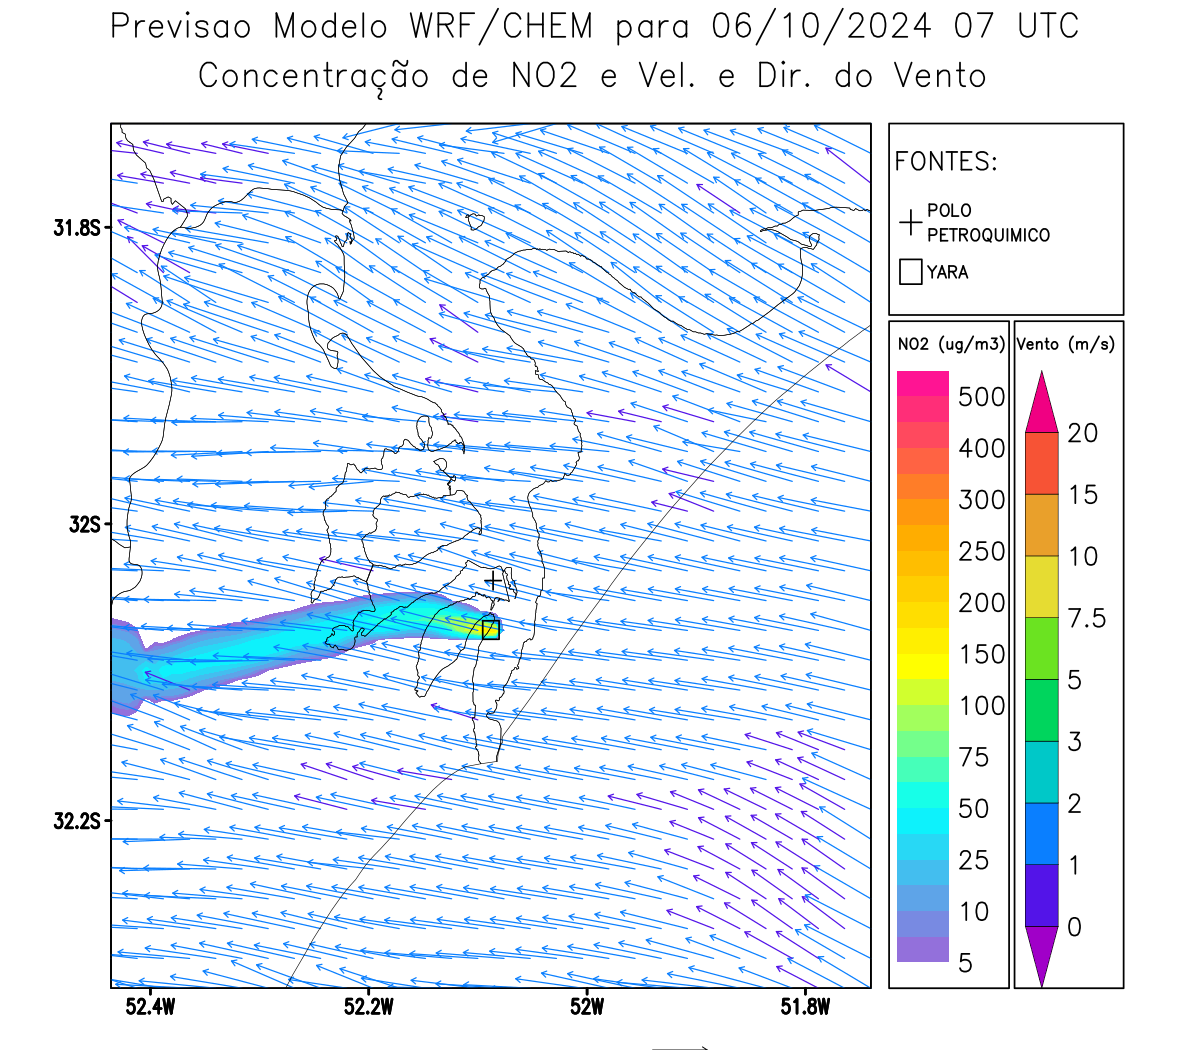 Previsao Modelo WRF/CHEM para 06/10/2024 07 UTC
Concentração de NO2 e Vel. e Dir. do Vento
FONTES:
POLO
PETROQUIMICO
YARA
NO2 (ug/m3)
500
400
300
250
200
150
100
75
50
25
10
5
Vento (m/s)
20
15
10
7.5
5
3
2
1
0
31.8S
32S
32.2S
52.4W
52.2W
52W
51.8W